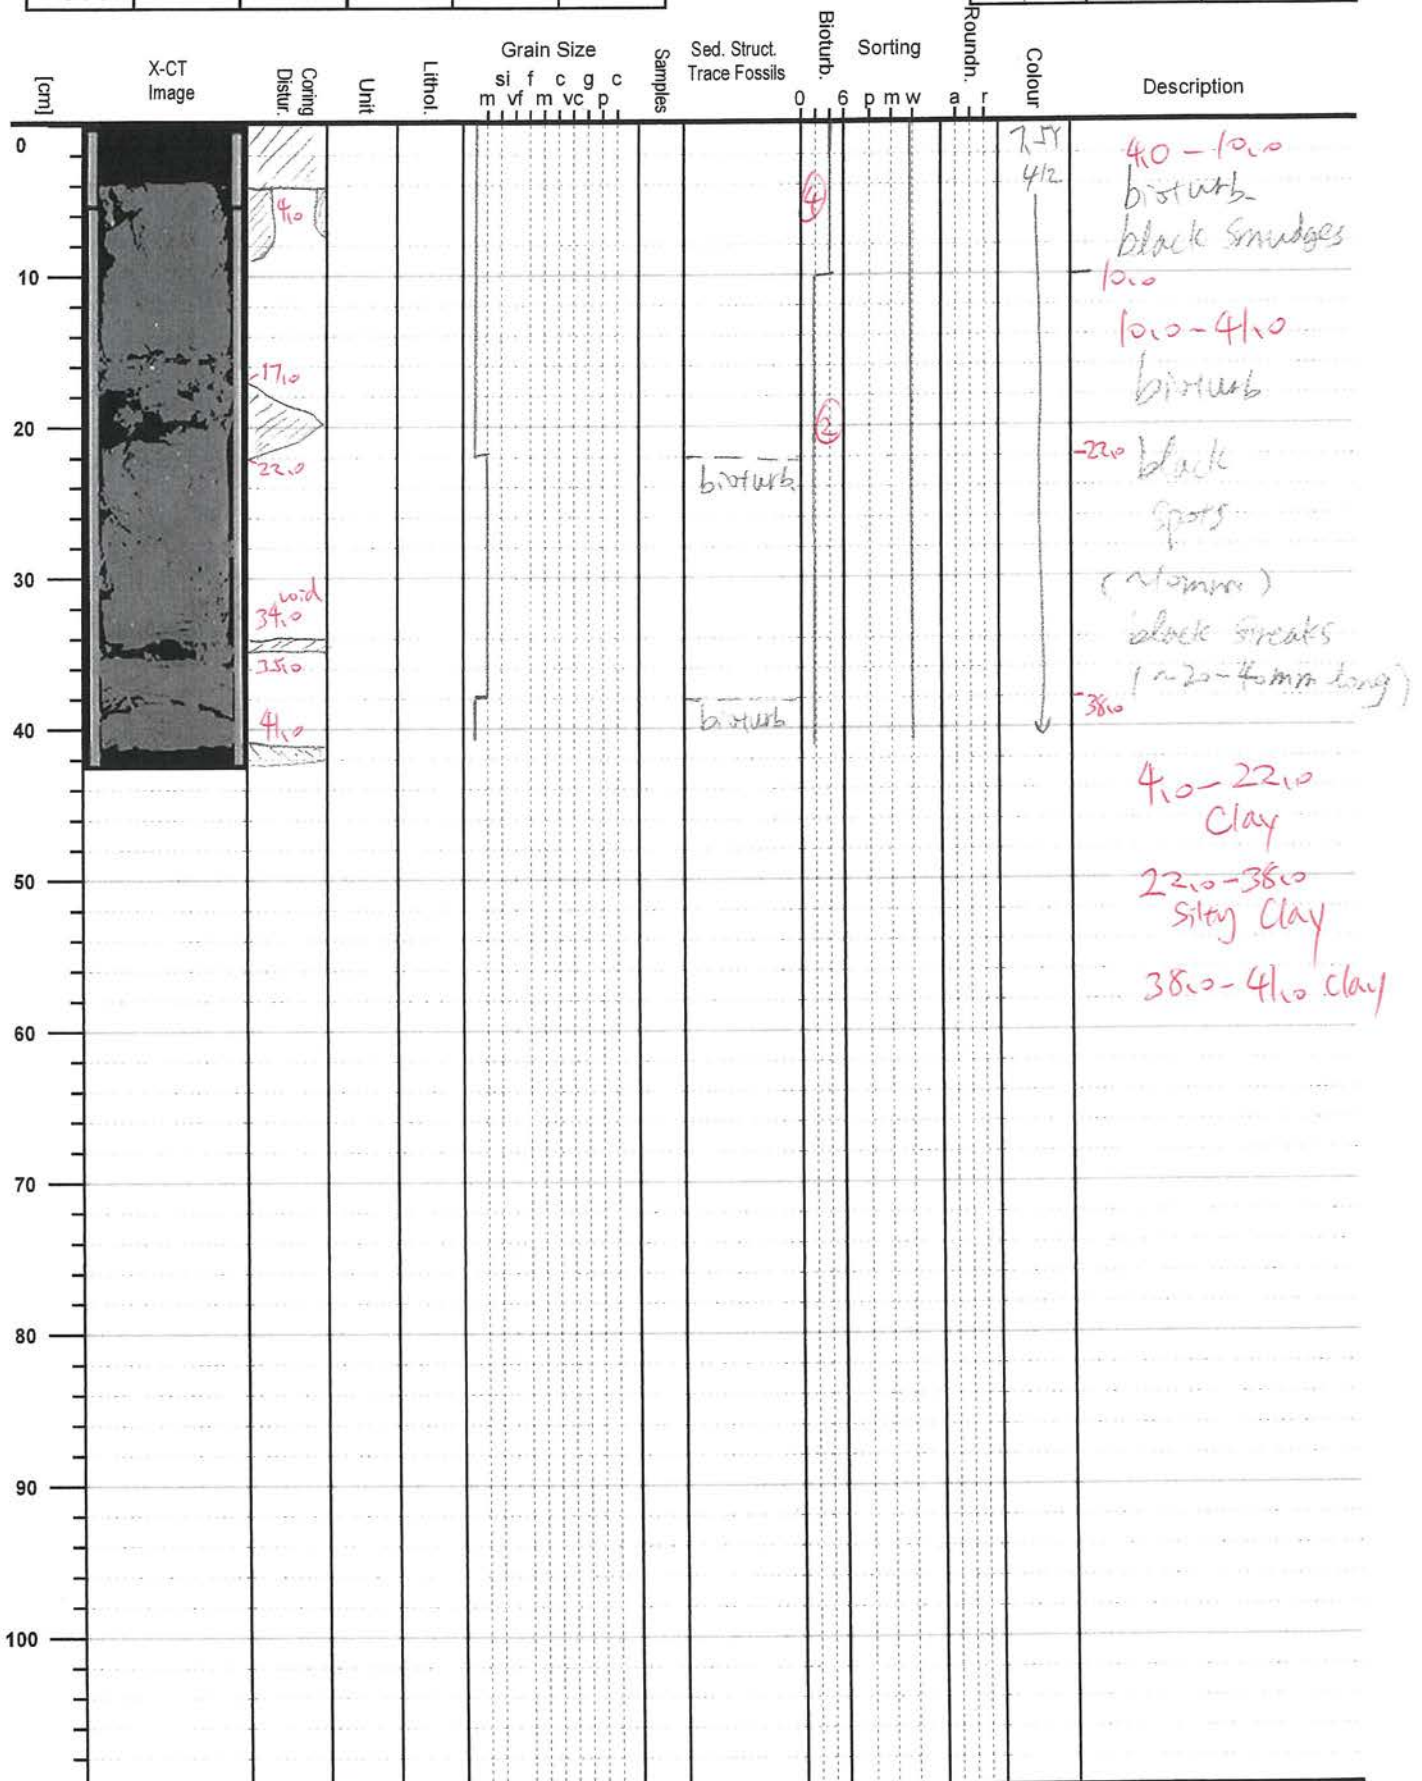 [cm]
X-CT
Image
Coring
Distur.
Unit
Lithol.
Grain Size
si f c g c
m vf m vc p
Samples
Sed. Struct.
Trace Fossils
Bioturb.
0 6
Sorting
p m w
Roundn.
a r
Colour
Description
0
10
20
30
40
50
60
70
80
90
100
4.0
17.0
22.0
void
34.0
35.0
41.0
bioturb.
bioturb.
4
2
7.5Y
4/2
4.0 - 10.0
bioturb.
black smudges
10.0
10.0 - 41.0
bioturb
22.0
black
spots
black streaks
(~20-40mm long)
38.0
4.0 - 22.0
Clay
22.0 - 38.0
Silty Clay
38.0 - 41.0 Clay